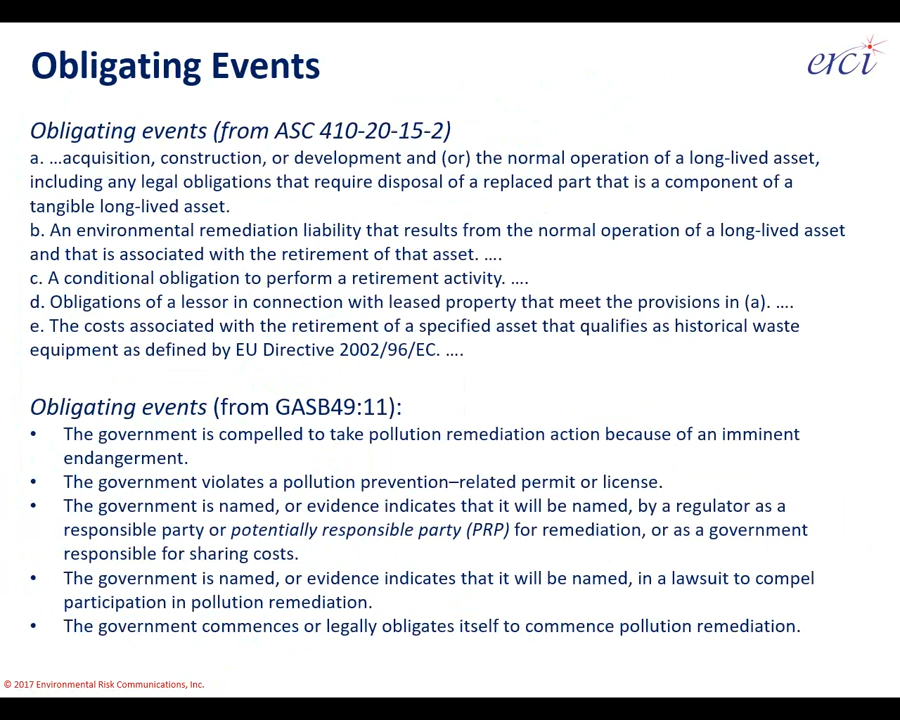 Obligating Events
erci
Obligating events (from ASC 410-20-15-2)
a. …acquisition, construction, or development and (or) the normal operation of a long-lived asset,
including any legal obligations that require disposal of a replaced part that is a component of a
tangible long-lived asset.
b. An environmental remediation liability that results from the normal operation of a long-lived asset
and that is associated with the retirement of that asset. ….
c. A conditional obligation to perform a retirement activity. ….
d. Obligations of a lessor in connection with leased property that meet the provisions in (a). ….
e. The costs associated with the retirement of a specified asset that qualifies as historical waste
equipment as defined by EU Directive 2002/96/EC. ….
Obligating events (from GASB49:11):
• The government is compelled to take pollution remediation action because of an imminent
endangerment.
• The government violates a pollution prevention–related permit or license.
• The government is named, or evidence indicates that it will be named, by a regulator as a
responsible party or potentially responsible party (PRP) for remediation, or as a government
responsible for sharing costs.
• The government is named, or evidence indicates that it will be named, in a lawsuit to compel
participation in pollution remediation.
• The government commences or legally obligates itself to commence pollution remediation.
© 2017 Environmental Risk Communications, Inc.